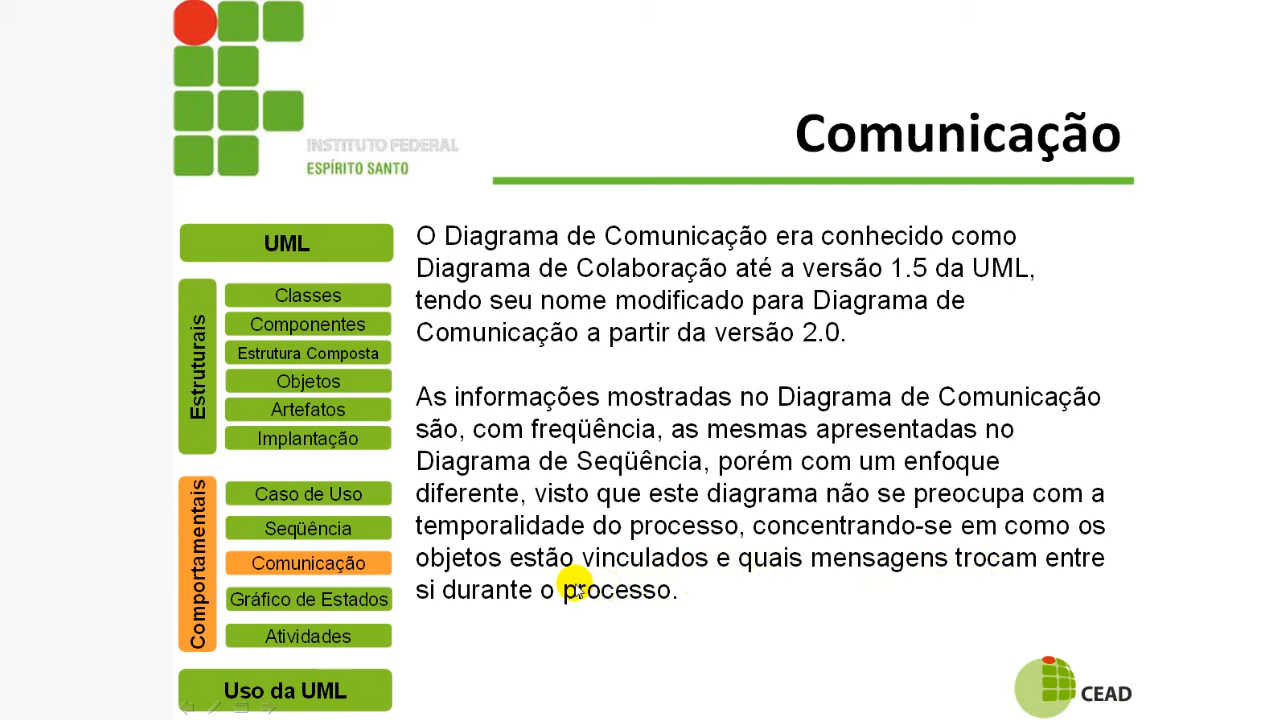 INSTITUTO FEDERAL
ESPÍRITO SANTO
Comunicação
UML
Estruturais
Classes
Componentes
Estrutura Composta
Objetos
Artefatos
Implantação
Comportamentais
Caso de Uso
Seqüência
Comunicação
Gráfico de Estados
Atividades
Uso da UML
O Diagrama de Comunicação era conhecido como
Diagrama de Colaboração até a versão 1.5 da UML,
tendo seu nome modificado para Diagrama de
Comunicação a partir da versão 2.0.
As informações mostradas no Diagrama de Comunicação
são, com freqüência, as mesmas apresentadas no
Diagrama de Seqüência, porém com um enfoque
diferente, visto que este diagrama não se preocupa com a
temporalidade do processo, concentrando-se em como os
objetos estão vinculados e quais mensagens trocam entre
si durante o processo.
CEAD